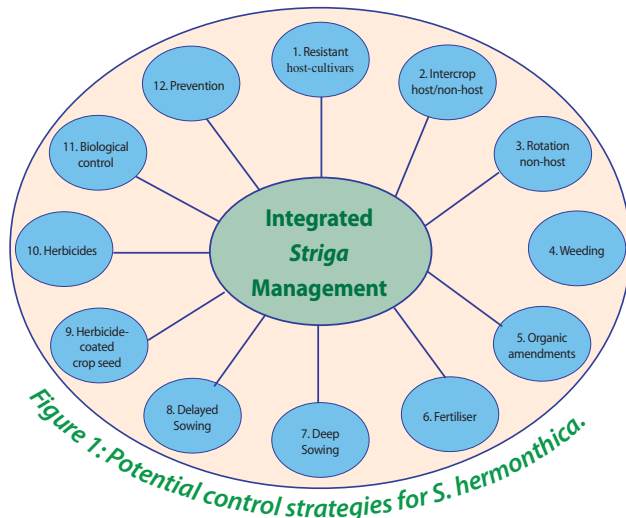 1. Resistant
host-cultivars
2. Intercrop
host/non-host
3. Rotation
non-host
4. Weeding
5. Organic
amendments
6. Fertiliser
7. Deep
Sowing
8. Delayed
Sowing
9. Herbicide-
coated
crop seed
10. Herbicides
11. Biological
control
12. Prevention
Integrated
Striga
Management
Figure 1: Potential control strategies for S. hermonthica.